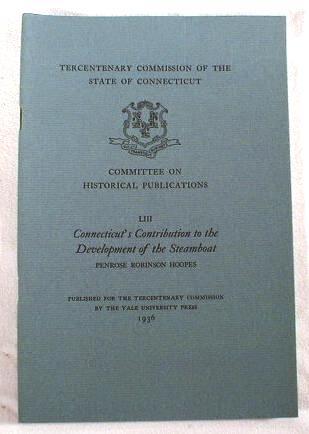 TERCENTENARY COMMISSION OF THE
STATE OF CONNECTICUT
COMMITTEE ON
HISTORICAL PUBLICATIONS
LIII
Connecticut's Contribution to the
Development of the Steamboat
PENROSE ROBINSON HOOPES
PUBLISHED FOR THE TERCENTENARY COMMISSION
BY THE YALE UNIVERSITY PRESS
1936